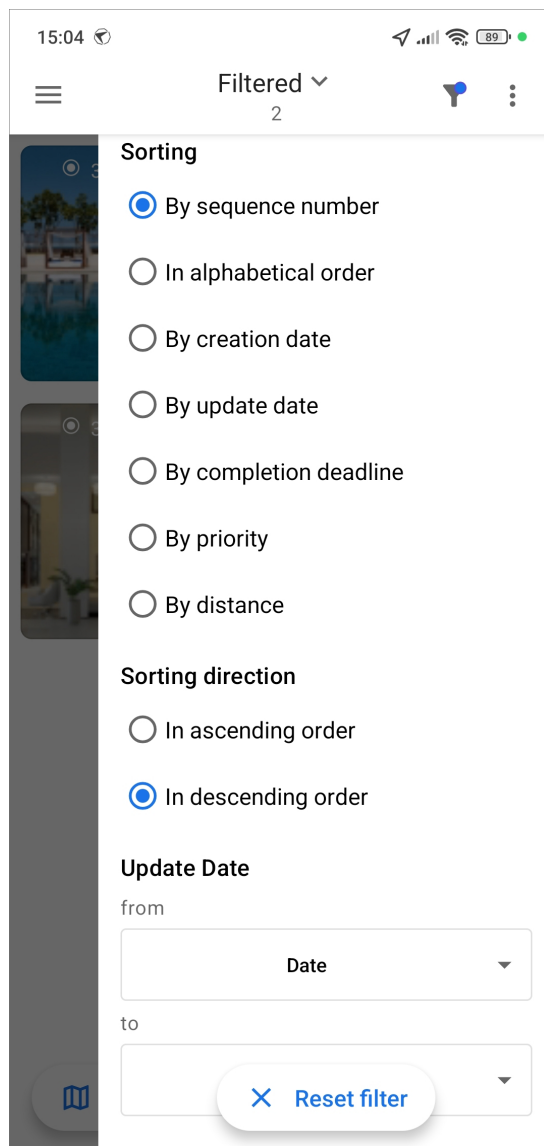 15:04
89
Filtered
2
Sorting
By sequence number
In alphabetical order
By creation date
By update date
By completion deadline
By priority
By distance
Sorting direction
In ascending order
In descending order
Update Date
from
Date
to
Reset filter